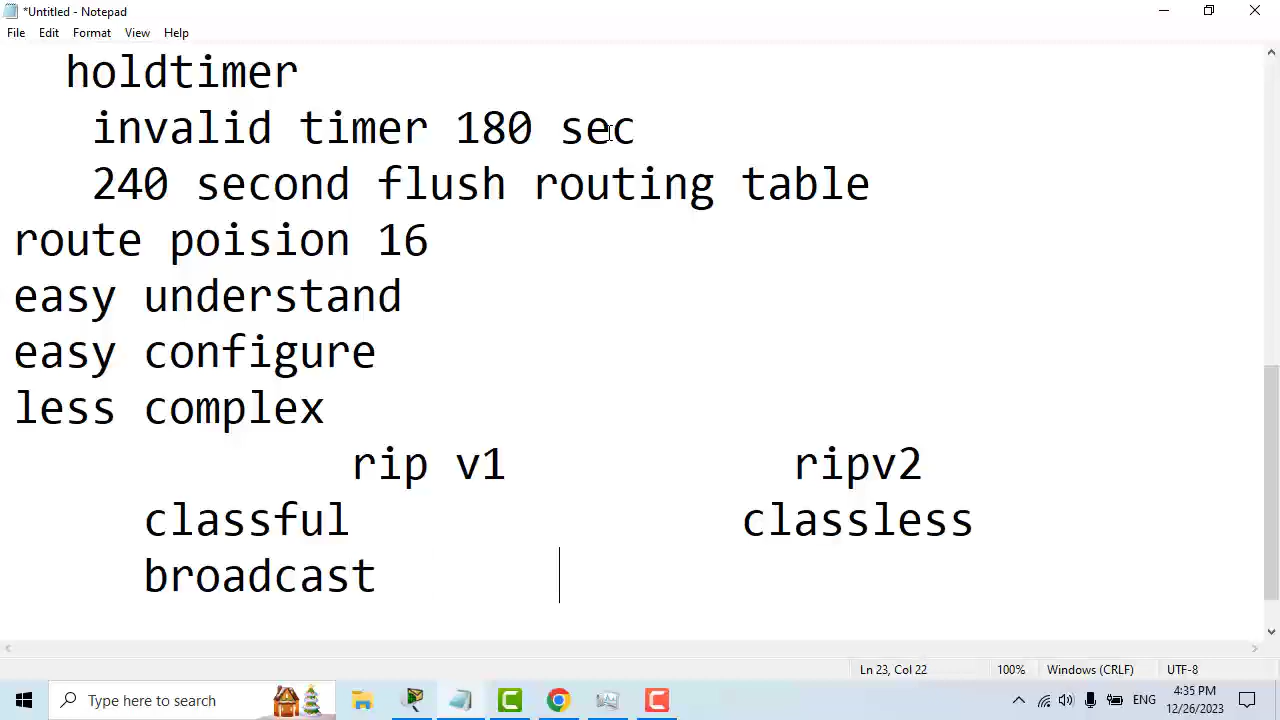 *Untitled - Notepad
File Edit Format View Help
holdtimer
invalid timer 180 sec
240 second flush routing table
route poision 16
easy understand
easy configure
less complex
rip v1 ripv2
classful classless
broadcast
Ln 23, Col 22 100% Windows (CRLF) UTF-8
Type here to search ENG 4:35 PM
12/26/2023